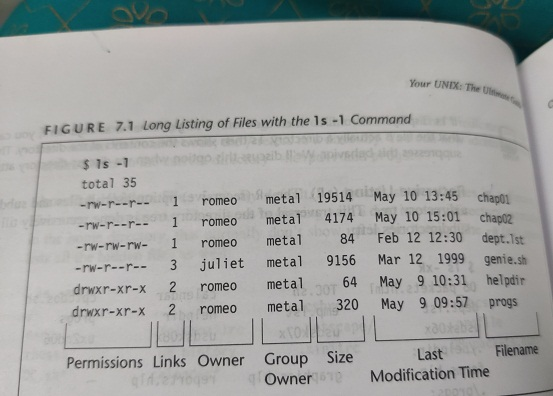 Your UNIX: The Ultimate
FIGURE 7.1 Long Listing of Files with the ls -l Command
$ ls -l
total 35
-rw-r--r-- 1 romeo metal 19514 May 10 13:45 chap01
-rw-r--r-- 1 romeo metal 4174 May 10 15:01 chap02
-rw-rw-rw- 1 romeo metal 84 Feb 12 12:30 dept.lst
-rw-r--r-- 3 juliet metal 9156 Mar 12 1999 genie.sh
drwxr-xr-x 2 romeo metal 64 May 9 10:31 helpdir
drwxr-xr-x 2 romeo metal 320 May 9 09:57 progs
Permissions Links Owner Group Owner Size Last Modification Time Filename